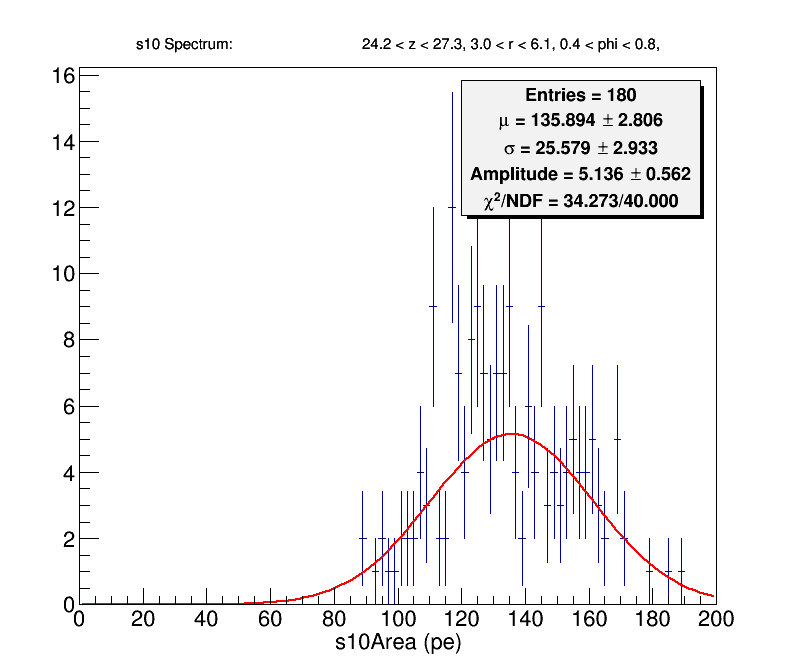 s10 Spectrum: 24.2 < z < 27.3, 3.0 < r < 6.1, 0.4 < phi < 0.8,
Entries = 180
μ = 135.894 ± 2.806
σ = 25.579 ± 2.933
Amplitude = 5.136 ± 0.562
χ²/NDF = 34.273/40.000
16
14
12
10
8
6
4
2
0
0 20 40 60 80 100 120 140 160 180 200
s10Area (pe)